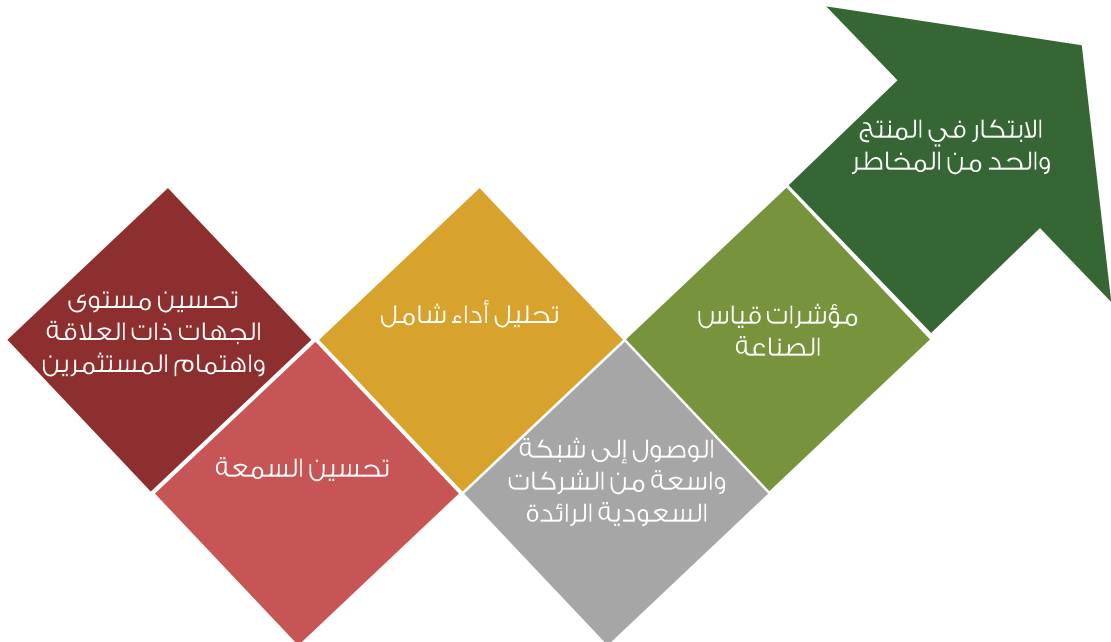 الابتكار في المنتج
والحد من المخاطر
مؤشرات قياس
الصناعة
الوصول إلى شبكة
واسعة من الشركات
السعودية الرائدة
تحليل أداء شامل
تحسين السمعة
تحسين مستوى
الجهات ذات العلاقة
واهتمام المستثمرين